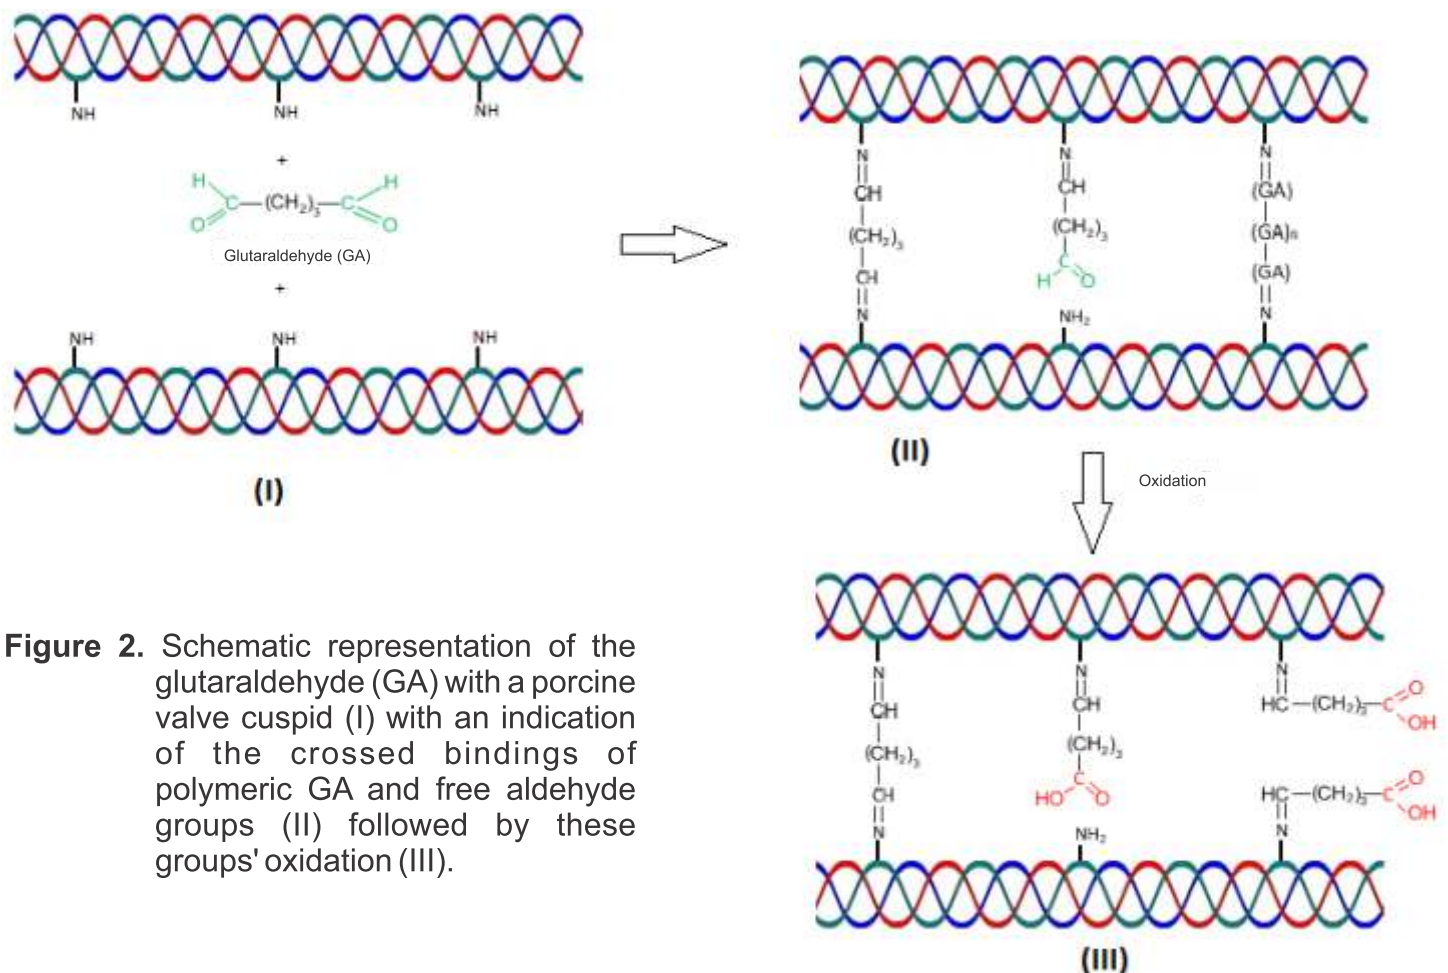 NH NH NH
+
H H
C—(CH₂)₃—C
O O
Glutaraldehyde (GA)
+
NH NH NH
(I)
N N N
CH CH (GA)
(CH₂)₃ (CH₂)₃ (GA)n
CH C (GA)
H O
N NH₂ N
(II)
Oxidation
N N N
CH CH HC—(CH₂)₃—C O OH
(CH₂)₃ (CH₂)₃
CH C HC—(CH₂)₃—C O OH
HO O
N NH₂ N
(III)
Figure 2. Schematic representation of the
glutaraldehyde (GA) with a porcine
valve cuspid (I) with an indication
of the crossed bindings of
polymeric GA and free aldehyde
groups (II) followed by these
groups' oxidation (III).